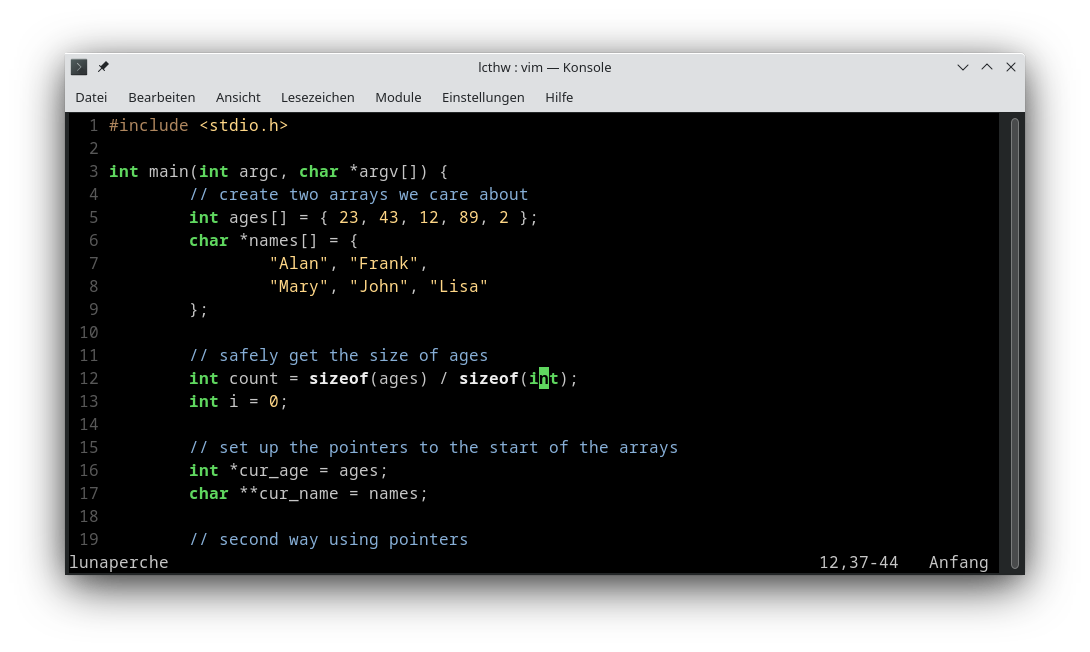 lcthw : vim — Konsole
Datei Bearbeiten Ansicht Lesezeichen Module Einstellungen Hilfe
1 #include <stdio.h>
2
3 int main(int argc, char *argv[]) {
4         // create two arrays we care about
5         int ages[] = { 23, 43, 12, 89, 2 };
6         char *names[] = {
7                 "Alan", "Frank",
8                 "Mary", "John", "Lisa"
9         };
10
11         // safely get the size of ages
12         int count = sizeof(ages) / sizeof(int);
13         int i = 0;
14
15         // set up the pointers to the start of the arrays
16         int *cur_age = ages;
17         char **cur_name = names;
18
19         // second way using pointers
lunaperche 12,37-44 Anfang